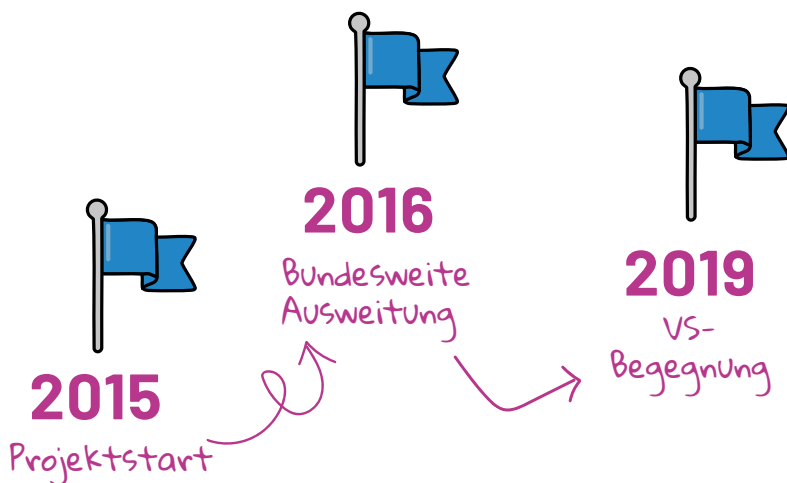 2015
Projektstart
2016
Bundesweite
Ausweitung
2019
VS-
Begegnung